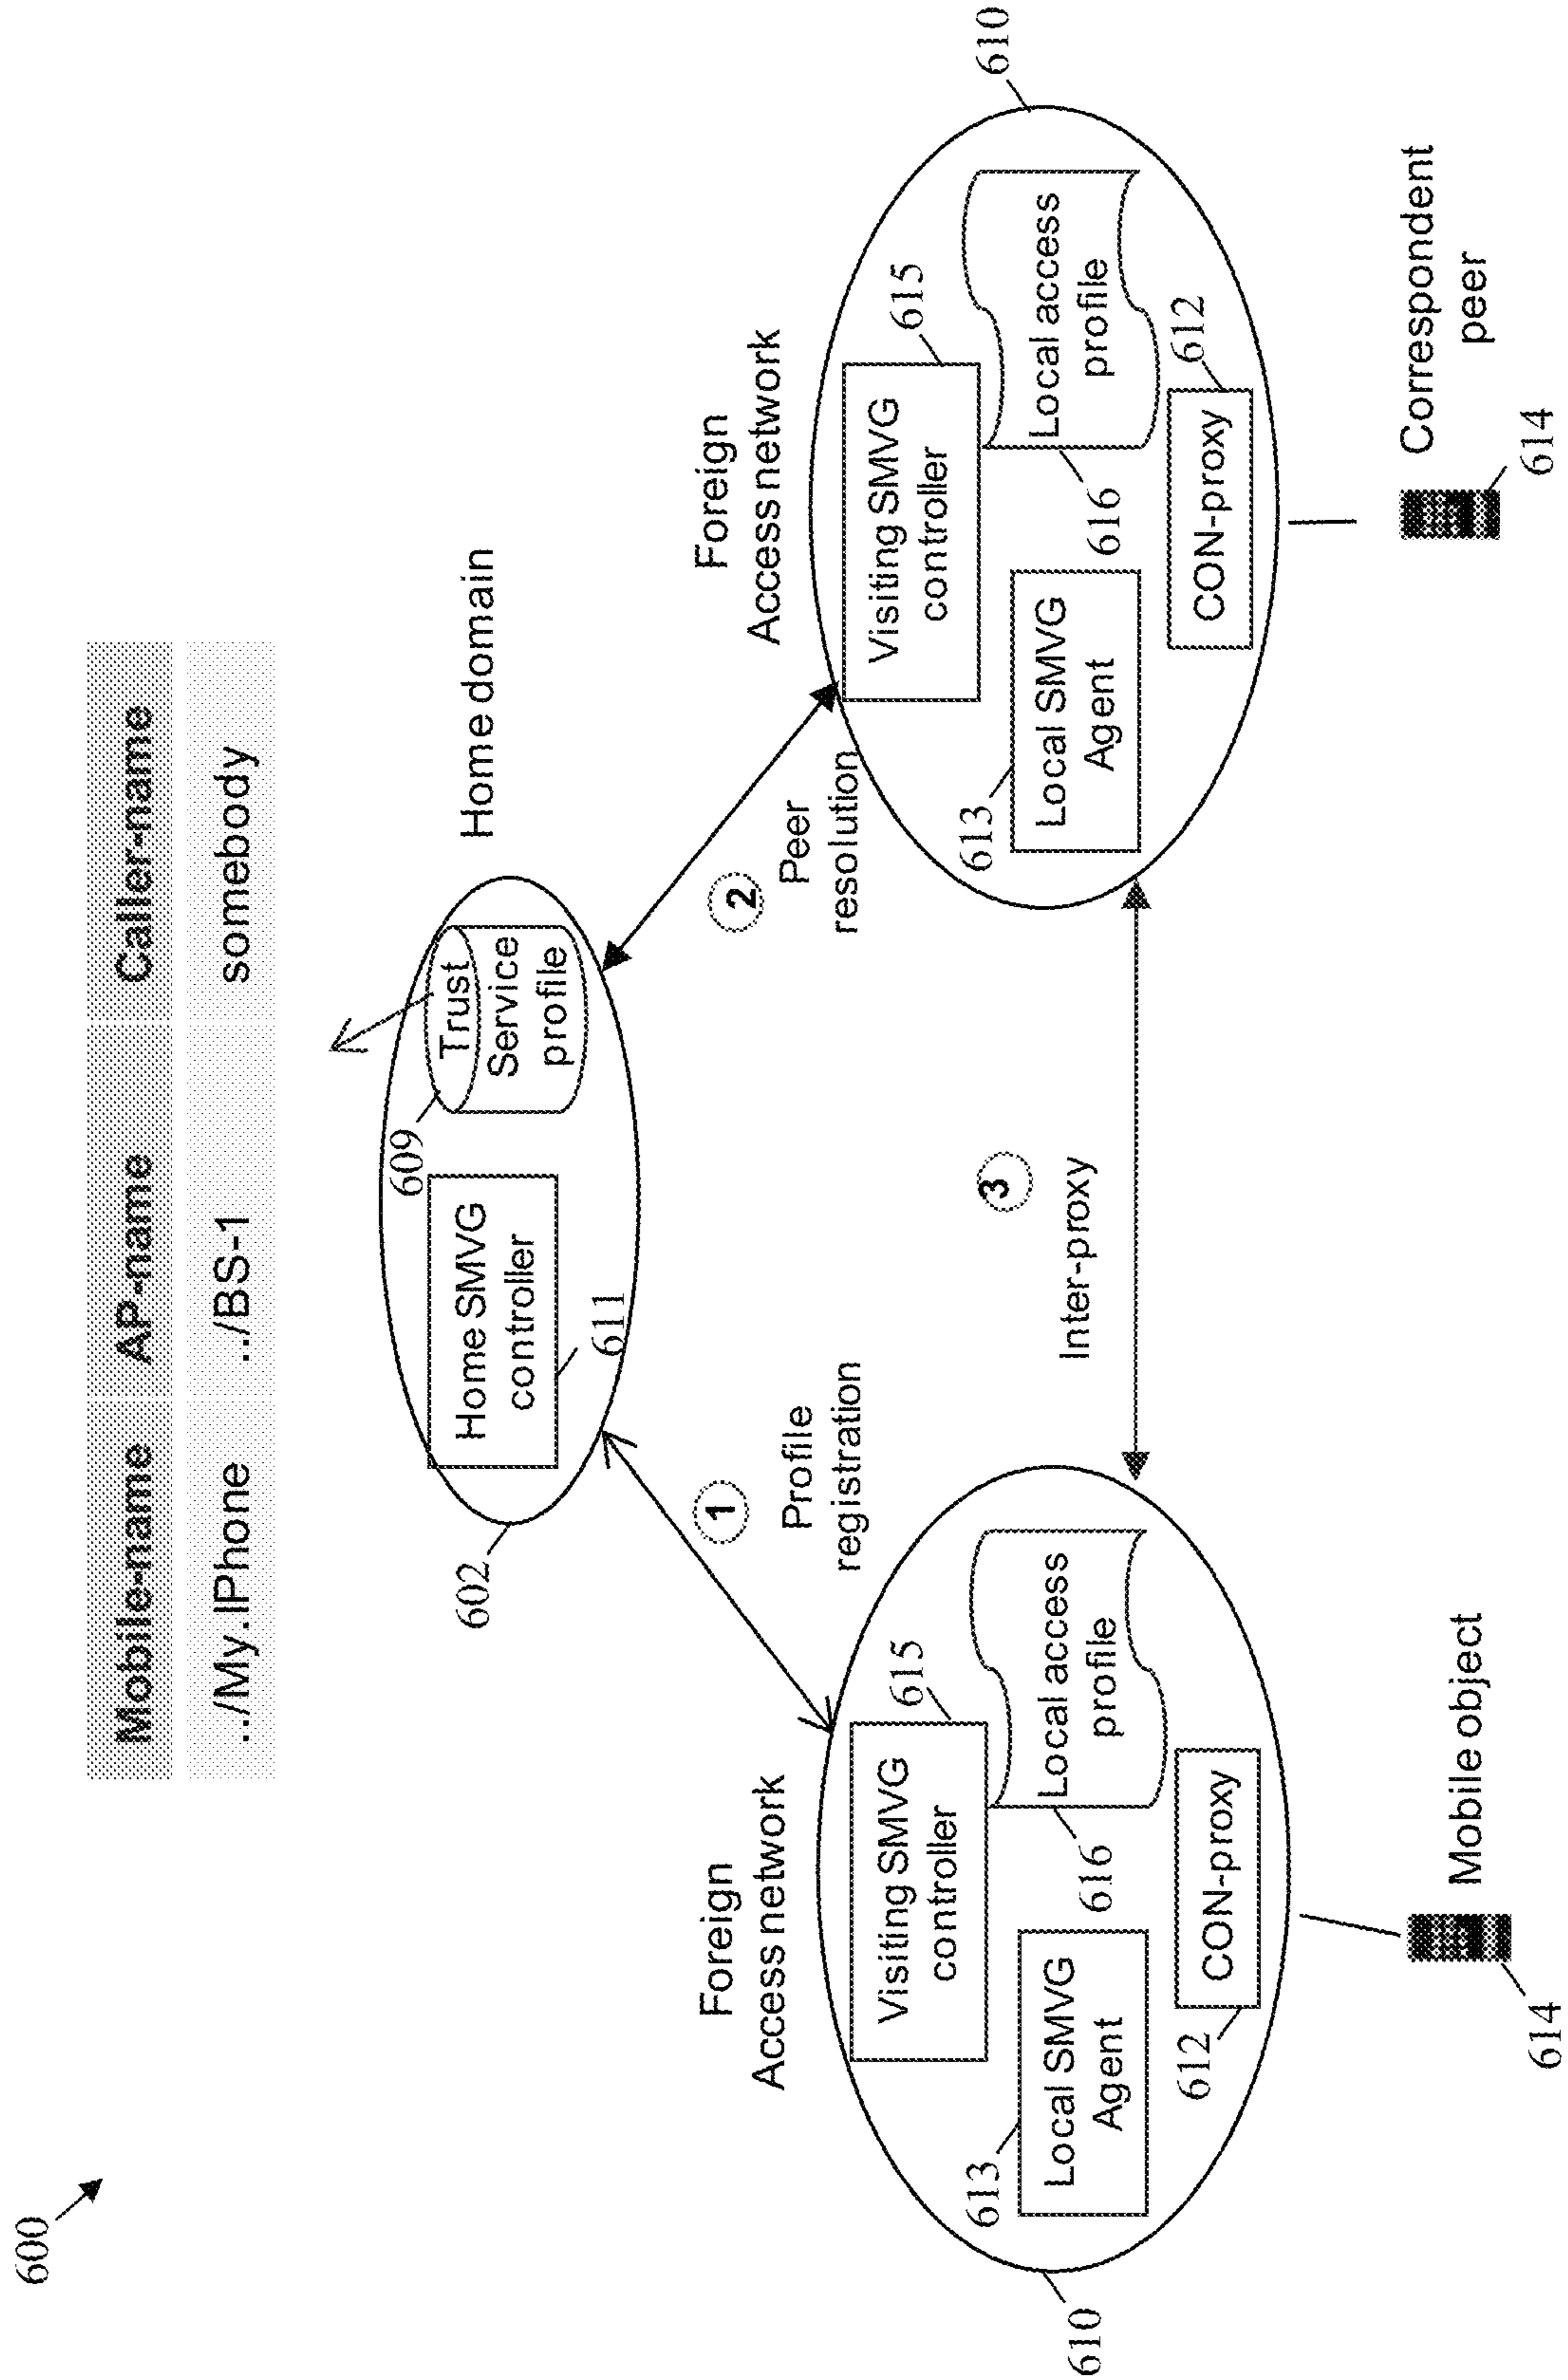 600
Mobile-name AP-name Caller-name
../My.IPhone ../BS-1 somebody
Home domain
602
Home SMVG
controller
611
609
Trust
Service
profile
1
Profile
registration
2
Peer
resolution
3
Inter-proxy
Foreign
Access network
610
Visiting SMVG
controller
615
Local SMVG
Agent
613
Local access
profile
616
CON-proxy
612
Mobile object
614
Foreign
Access network
610
Visiting SMVG
controller
615
Local SMVG
Agent
613
Local access
profile
616
CON-proxy
612
Correspondent
peer
614